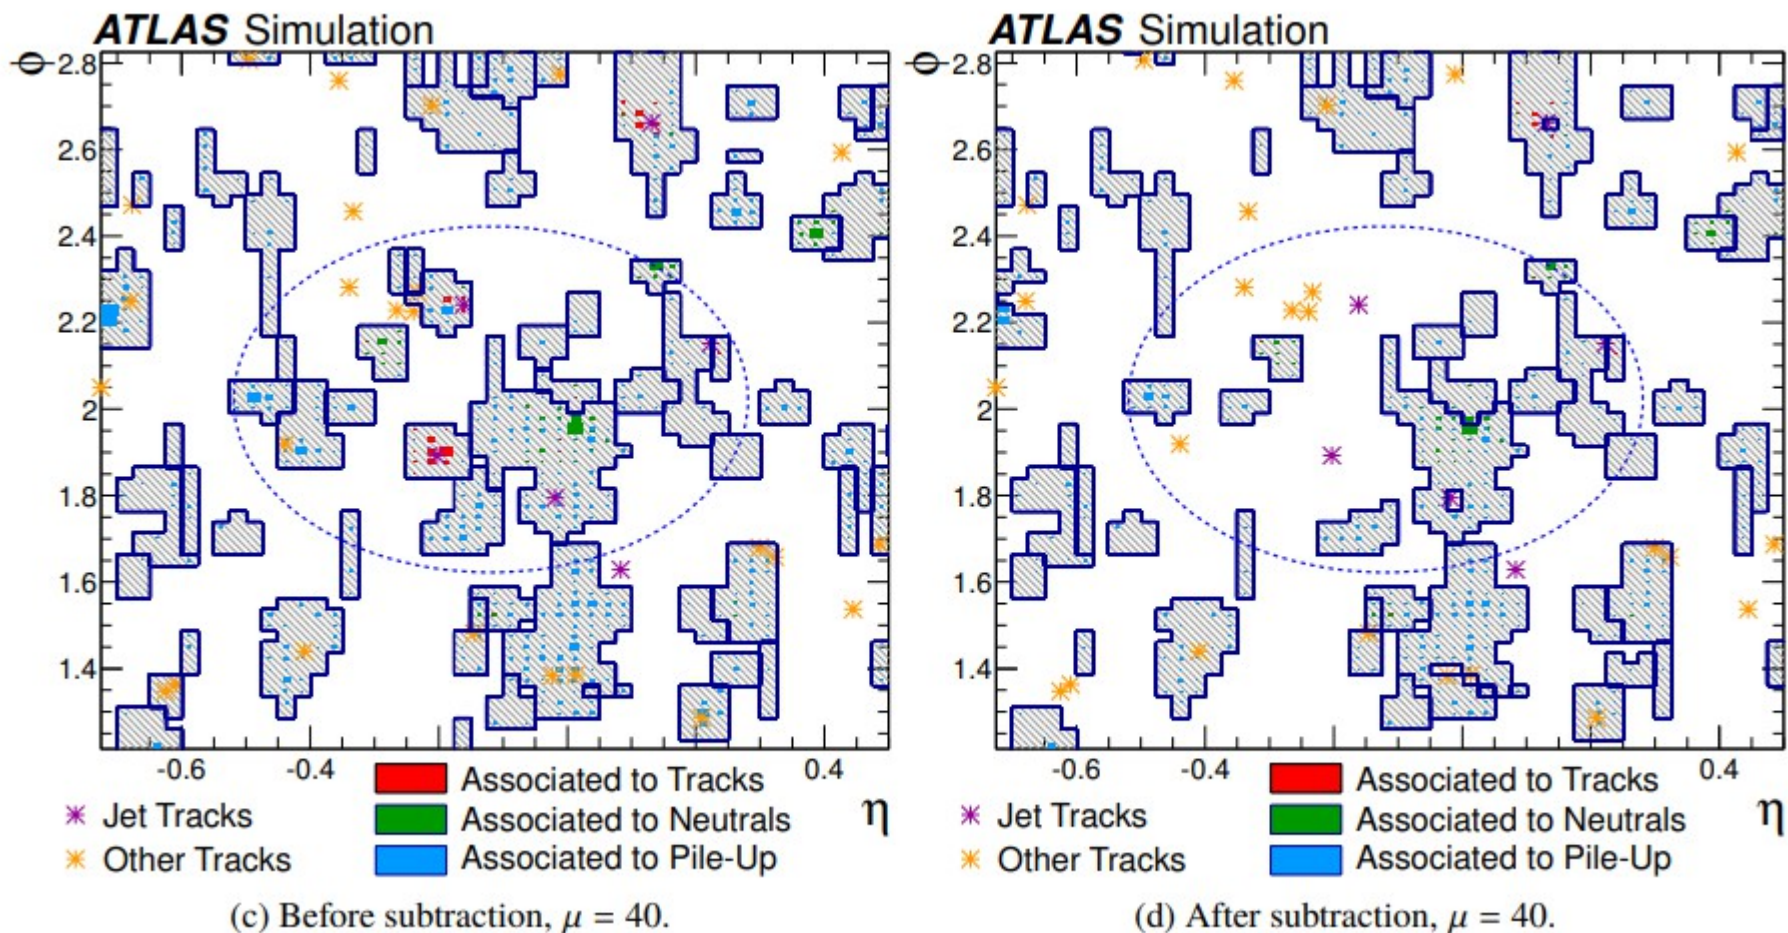 ATLAS Simulation
ϕ
2.8
2.6
2.4
2.2
2
1.8
1.6
1.4
-0.6 -0.4 0.4
η
Jet Tracks
Other Tracks
Associated to Tracks
Associated to Neutrals
Associated to Pile-Up
(c) Before subtraction, μ = 40.
ATLAS Simulation
ϕ
2.8
2.6
2.4
2.2
2
1.8
1.6
1.4
-0.6 -0.4 0.4
η
Jet Tracks
Other Tracks
Associated to Tracks
Associated to Neutrals
Associated to Pile-Up
(d) After subtraction, μ = 40.